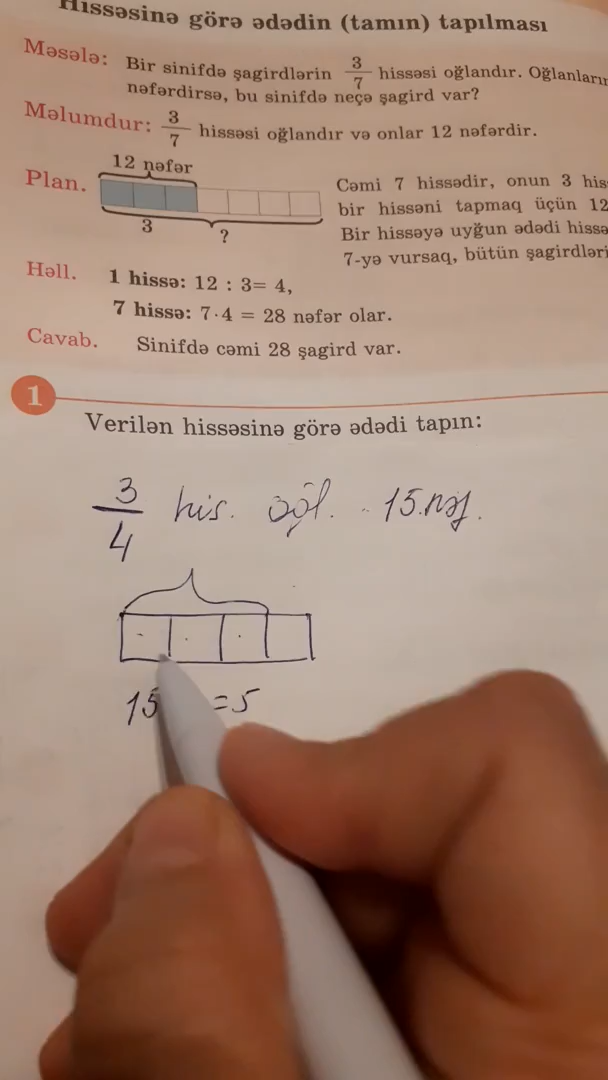 Hissəsinə görə ədədin (tamın) tapılması
Məsələ: Bir sinifdə şagirdlərin 3/7 hissəsi oğlandır. Oğlanların
nəfərdirsə, bu sinifdə neçə şagird var?
Məlumdur: 3/7 hissəsi oğlandır və onlar 12 nəfərdir.
12 nəfər
Plan.
3
?
Cəmi 7 hissədir, onun 3 his
bir hissəni tapmaq üçün 12
Bir hissəyə uyğun ədədi hissə
7-yə vursaq, bütün şagirdləri
Həll. 1 hissə: 12 : 3= 4,
7 hissə: 7·4 = 28 nəfər olar.
Cavab. Sinifdə cəmi 28 şagird var.
1
Verilən hissəsinə görə ədədi tapın:
3/4 his. oğl. 15.nəf.
15 =5